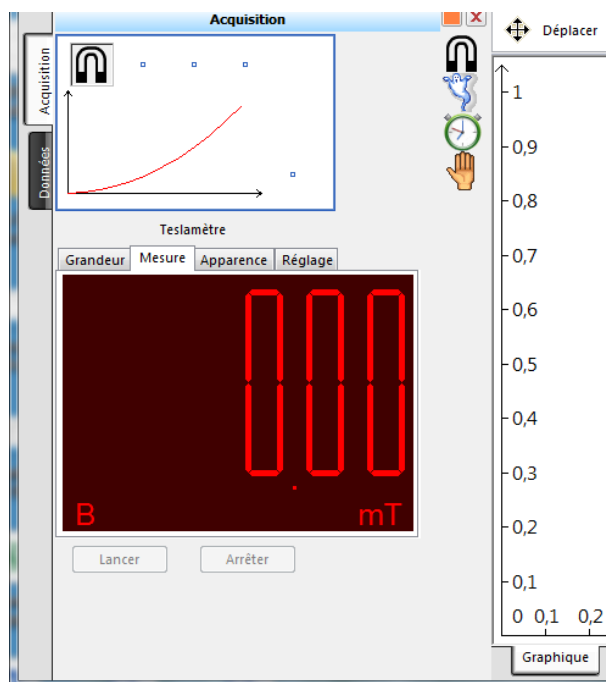 Acquisition
Déplacer
Acquisition
Données
Teslamètre
Grandeur Mesure Apparence Réglage
0.00
B mT
Lancer Arrêter
1
0,9
0,8
0,7
0,6
0,5
0,4
0,3
0,2
0,1
0 0,1 0,2
Graphique